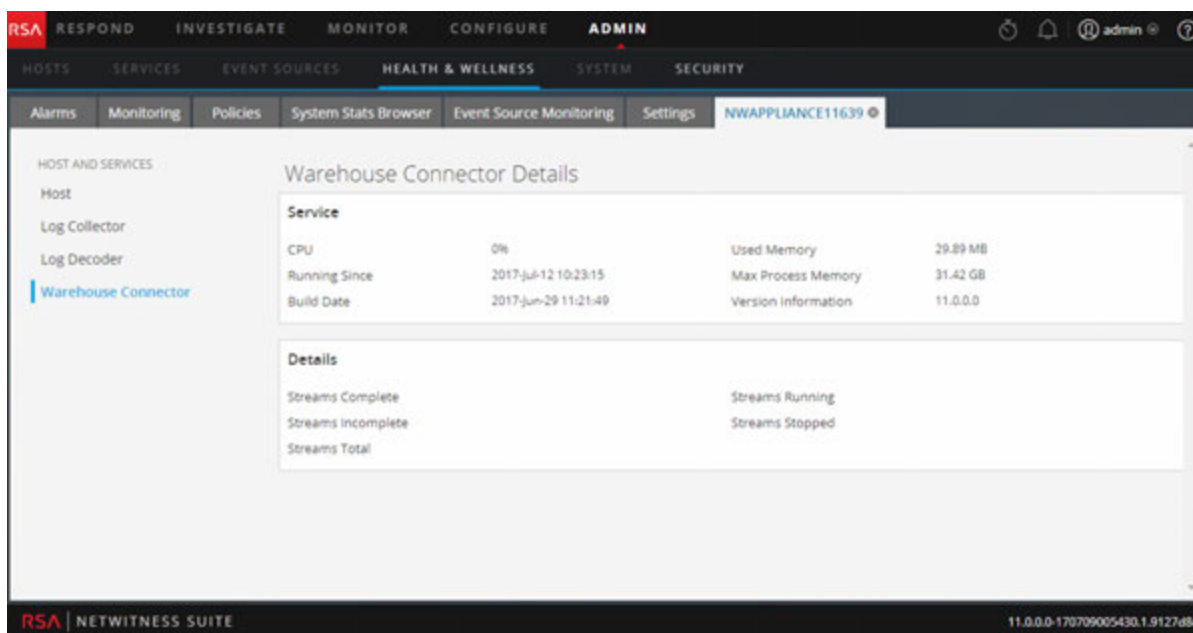 RSA RESPOND INVESTIGATE MONITOR CONFIGURE ADMIN admin
HOSTS SERVICES EVENT SOURCES HEALTH & WELLNESS SYSTEM SECURITY
Alarms Monitoring Policies System Stats Browser Event Source Monitoring Settings NWAPPLIANCE11639
HOST AND SERVICES
Host
Log Collector
Log Decoder
Warehouse Connector
Warehouse Connector Details
Service
CPU 0% Used Memory 29.89 MB
Running Since 2017-Jul-12 10:23:15 Max Process Memory 31.42 GB
Build Date 2017-Jun-29 11:21:49 Version Information 11.0.0.0
Details
Streams Complete Streams Running
Streams Incomplete Streams Stopped
Streams Total
RSA NETWITNESS SUITE 11.0.0.0-170709005430.1.9127d8